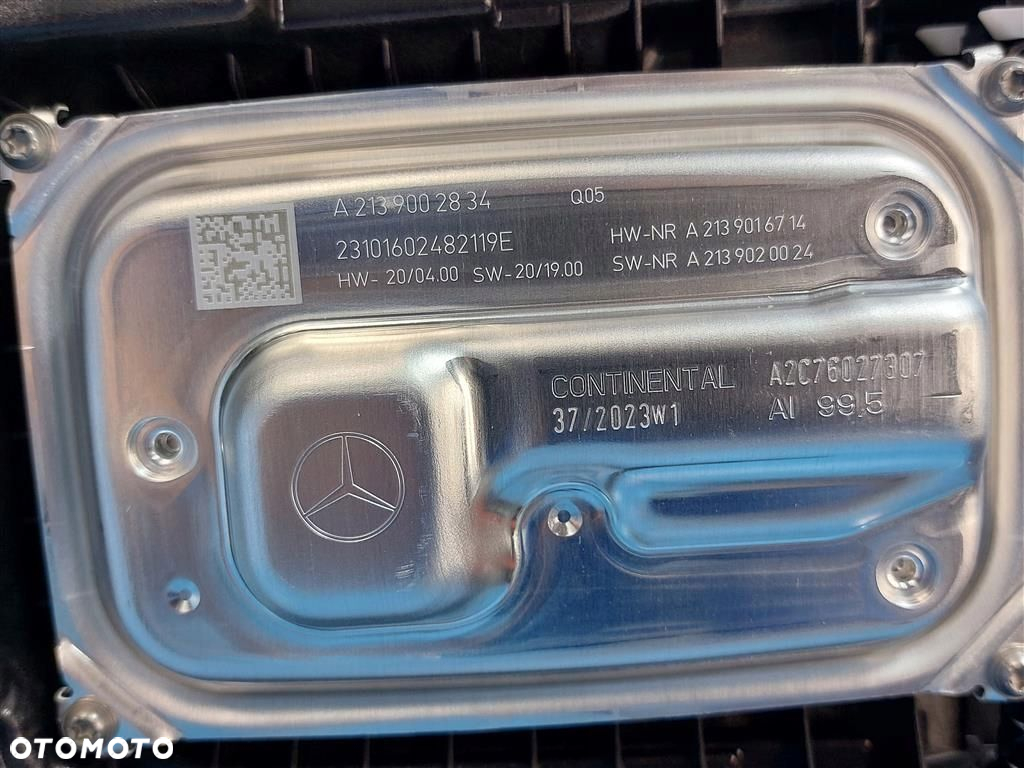 A 213 900 28 34 Q05
23101602482119E HW-NR A 213 901 67 14
HW- 20/04.00 SW-20/19.00 SW-NR A 213 902 00 24
CONTINENTAL A2C76027307
37/2023W1 Al 99,5
OTOMOTO